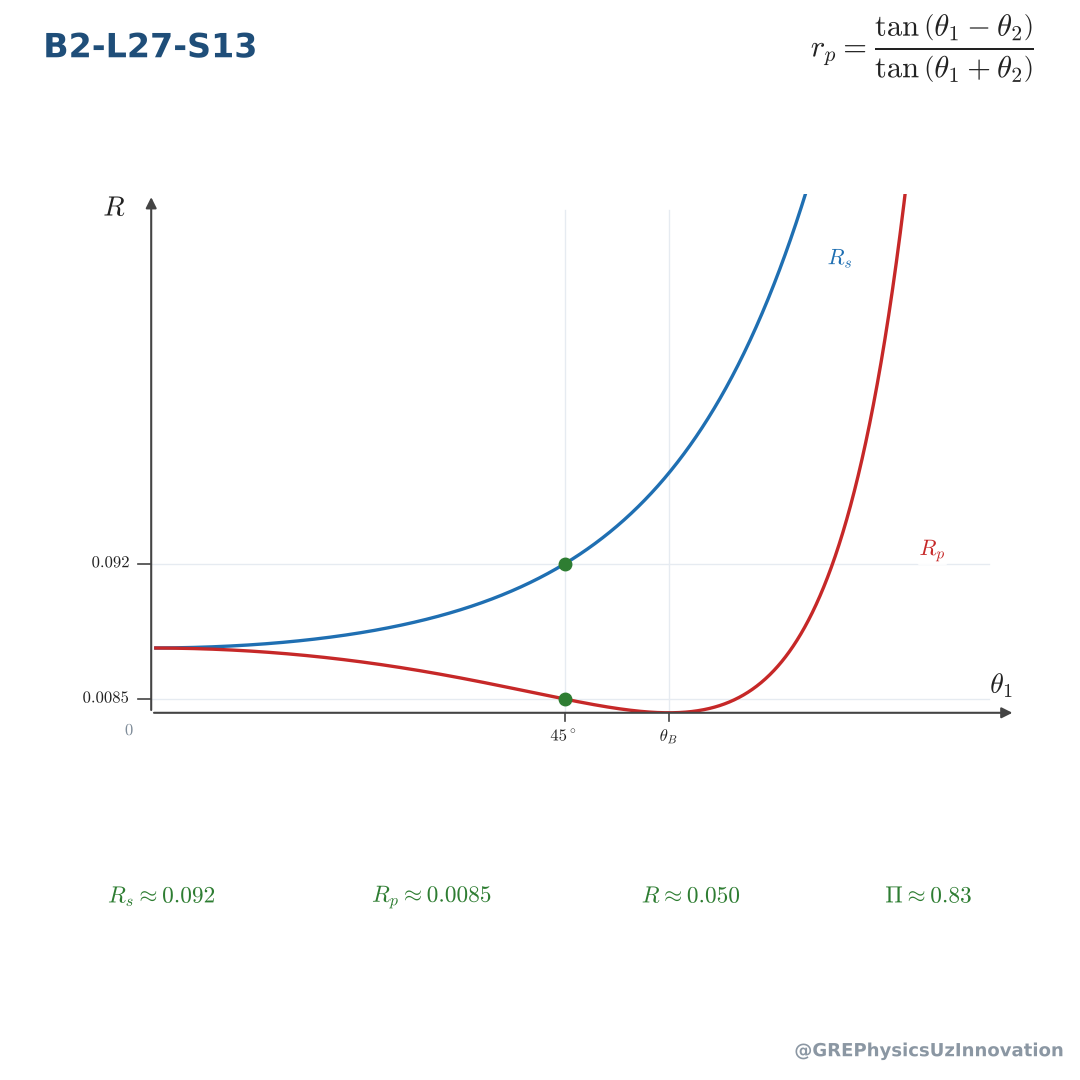 B2-L27-S13
r_p = tan (θ_1 − θ_2) / tan (θ_1 + θ_2)
R
R_s
R_p
0.092
0.0085
θ_1
0
45°
θ_B
R_s ≈ 0.092 R_p ≈ 0.0085 R ≈ 0.050 Π ≈ 0.83
@GREPhysicsUzInnovation